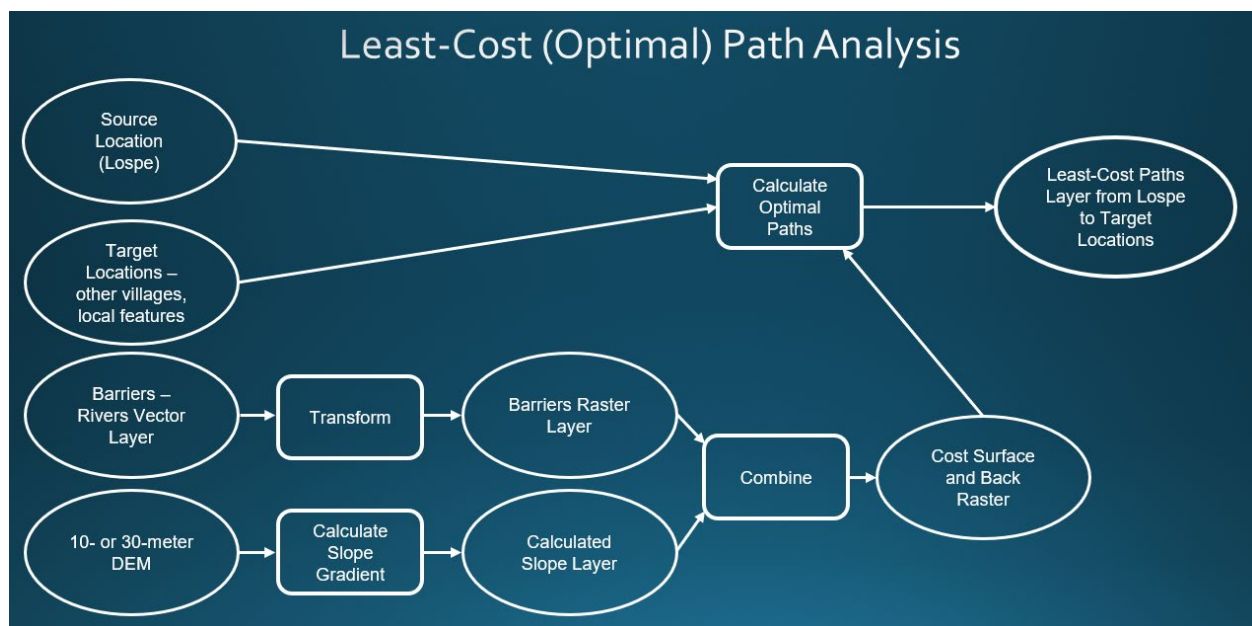 Least-Cost (Optimal) Path Analysis
Source
Location
(Lospe)
Target
Locations –
other villages,
local features
Calculate
Optimal
Paths
Least-Cost Paths
Layer from Lospe
to Target
Locations
Barriers –
Rivers Vector
Layer
Transform
Barriers Raster
Layer
Combine
Cost Surface
and Back
Raster
10- or 30-meter
DEM
Calculate
Slope
Gradient
Calculated
Slope Layer